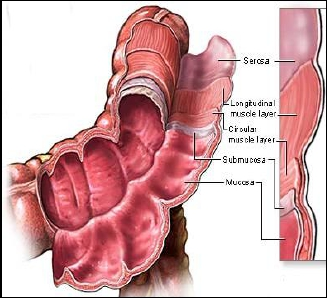 Serosa
Longitudinal
muscle layer
Circular
muscle layer
Submucosa
Mucosa